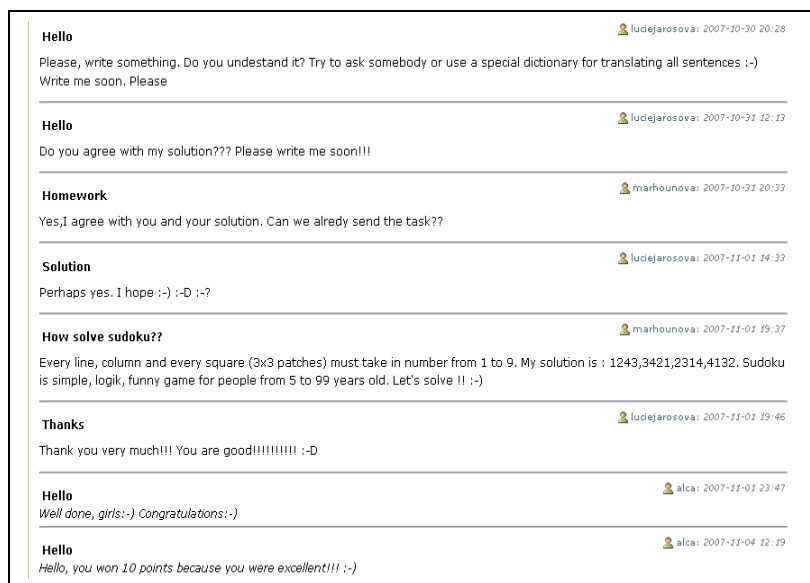 Hello luciejarosova: 2007-10-30 20:28
Please, write something. Do you undestand it? Try to ask somebody or use a special dictionary for translating all sentences :-)
Write me soon. Please
Hello luciejarosova: 2007-10-31 12:13
Do you agree with my solution??? Please write me soon!!!
Homework marhounova: 2007-10-31 20:33
Yes,I agree with you and your solution. Can we alredy send the task??
Solution luciejarosova: 2007-11-01 14:33
Perhaps yes. I hope :-) :-D :-?
How solve sudoku?? marhounova: 2007-11-01 19:37
Every line, column and every square (3x3 patches) must take in number from 1 to 9. My solution is : 1243,3421,2314,4132. Sudoku
is simple, logik, funny game for people from 5 to 99 years old. Let's solve !! :-)
Thanks luciejarosova: 2007-11-01 19:46
Thank you very much!!! You are good!!!!!!!!!! :-D
Hello alca: 2007-11-01 23:47
Well done, girls:-) Congratulations:-)
Hello alca: 2007-11-04 12:19
Hello, you won 10 points because you were excellent!!! :-)